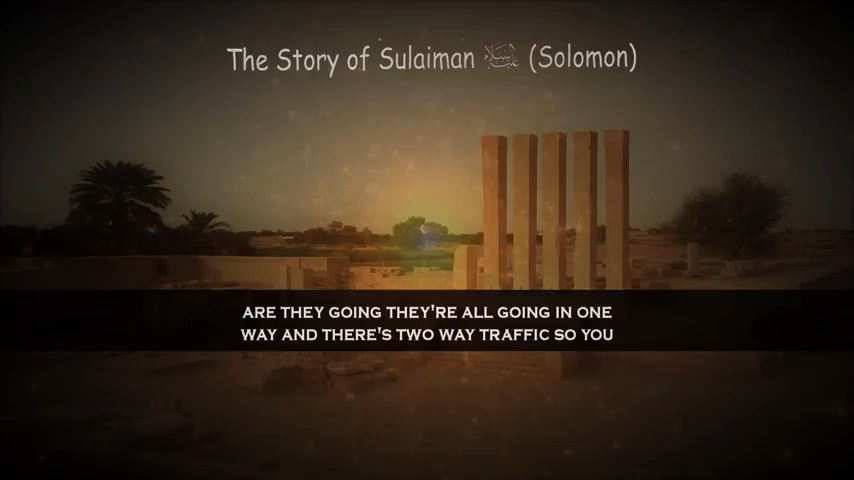 The Story of Sulaiman عليه السلام (Solomon)
ARE THEY GOING THEY'RE ALL GOING IN ONE
WAY AND THERE'S TWO WAY TRAFFIC SO YOU